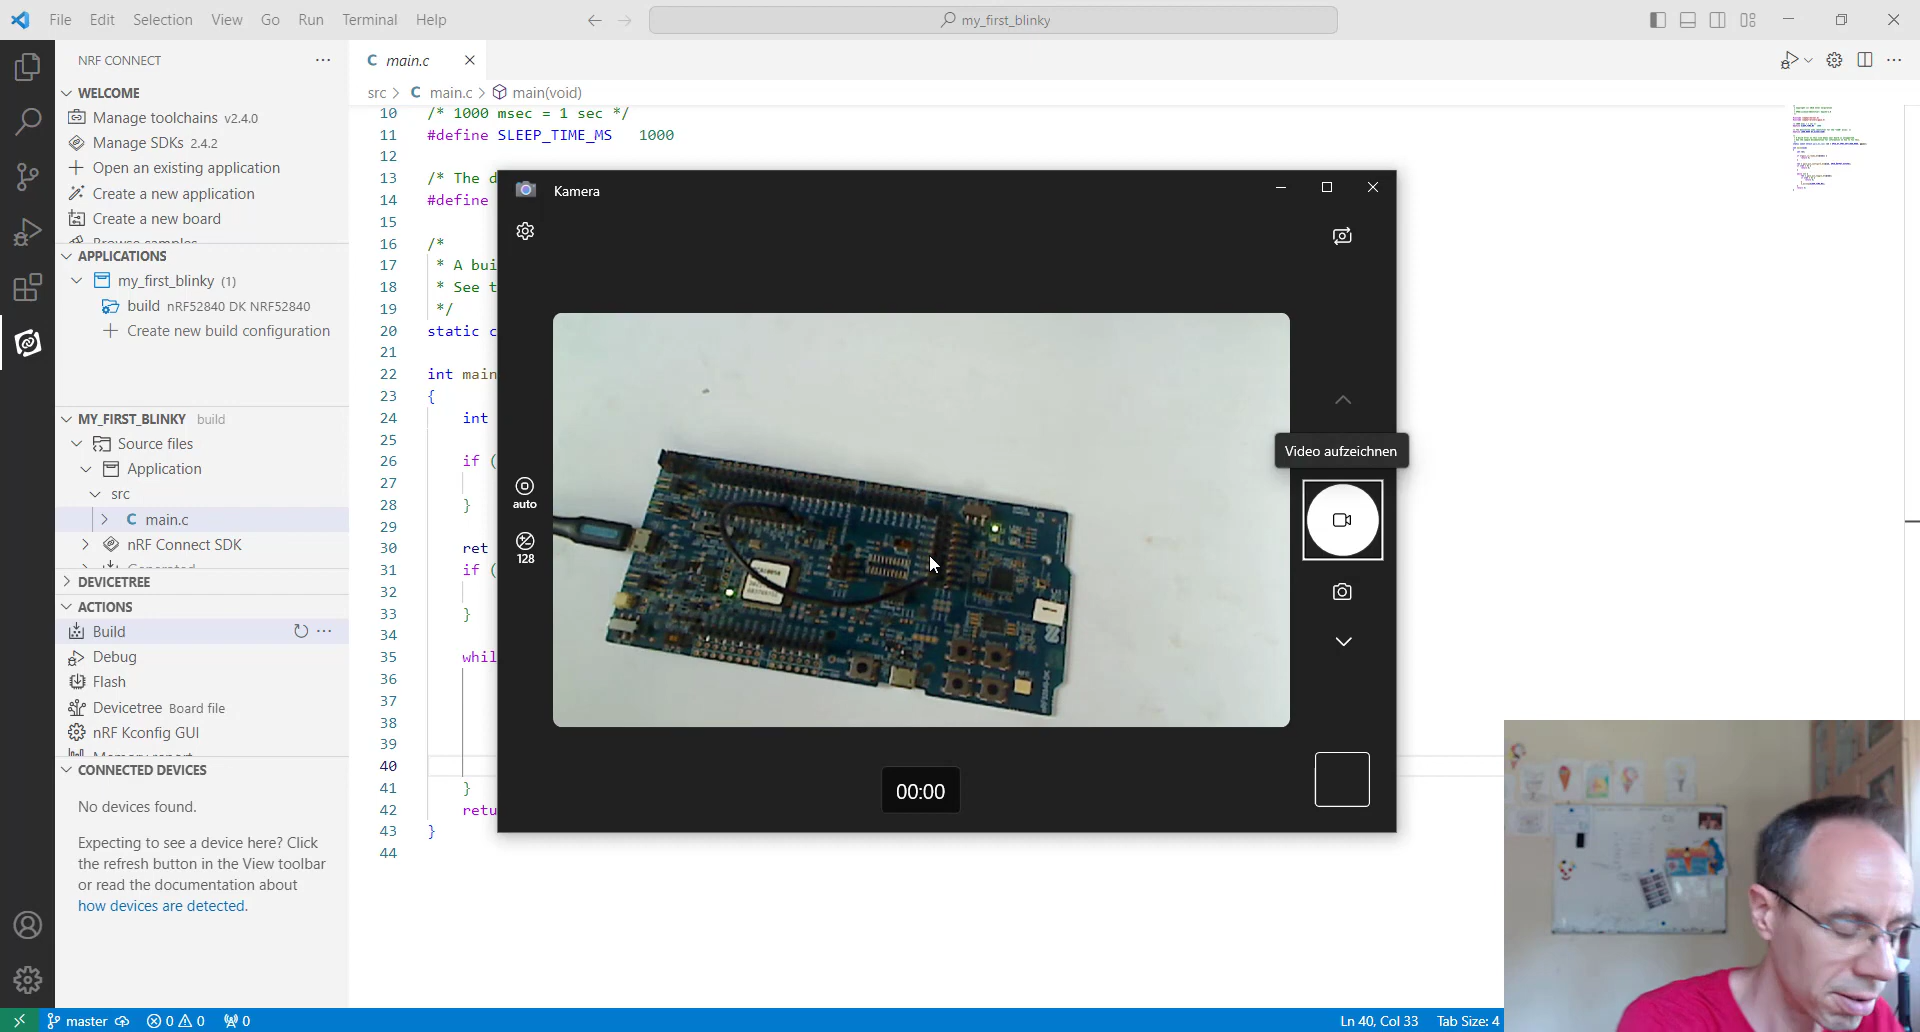 File Edit Selection View Go Run Terminal Help
my_first_blinky
NRF CONNECT
WELCOME
Manage toolchains v2.4.0
Manage SDKs 2.4.2
Open an existing application
Create a new application
Create a new board
Browse samples
APPLICATIONS
my_first_blinky (1)
build nRF52840 DK NRF52840
Create new build configuration
MY_FIRST_BLINKY build
Source files
Application
src
C main.c
nRF Connect SDK
Generated
DEVICETREE
ACTIONS
Build
Debug
Flash
Devicetree Board file
nRF Kconfig GUI
Memory report
CONNECTED DEVICES
No devices found.
Expecting to see a device here? Click
the refresh button in the View toolbar
or read the documentation about
how devices are detected.
C main.c
src > C main.c > main(void)
10 /* 1000 msec = 1 sec */
11 #define SLEEP_TIME_MS 1000
12
13 /* The d
14 #define
15
16 /*
17 * A bui
18 * See t
19 */
20 static c
21
22 int main
23 {
24 int
25
26 if (
27
28 }
29
30 ret
31 if (
32
33 }
34
35 whil
36
37
38
39
40
41 }
42 retu
43 }
44
Kamera
auto
128
Video aufzeichnen
00:00
master 0 0 0
Ln 40, Col 33 Tab Size: 4